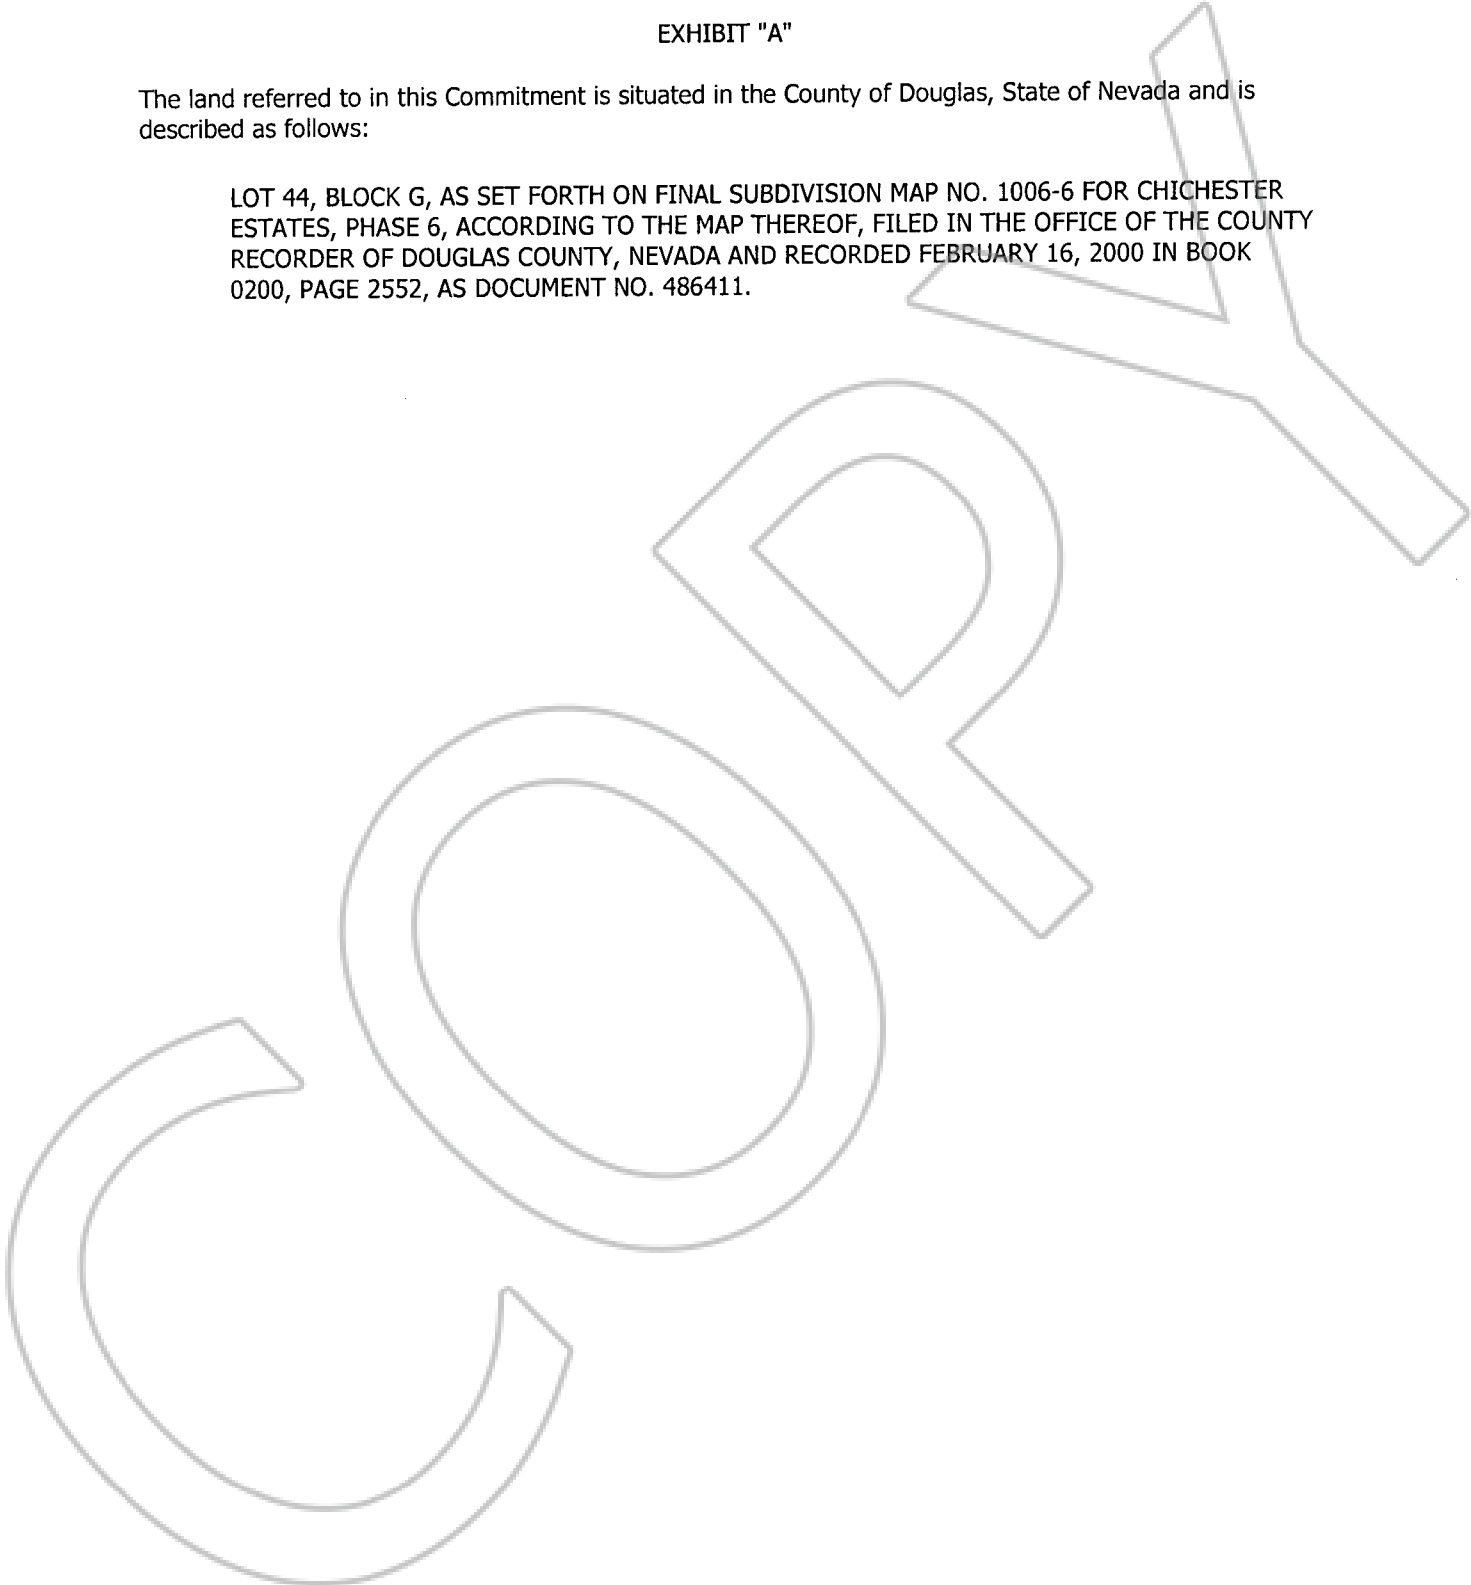 EXHIBIT "A"
The land referred to in this Commitment is situated in the County of Douglas, State of Nevada and is
described as follows:
LOT 44, BLOCK G, AS SET FORTH ON FINAL SUBDIVISION MAP NO. 1006-6 FOR CHICHESTER
ESTATES, PHASE 6, ACCORDING TO THE MAP THEREOF, FILED IN THE OFFICE OF THE COUNTY
RECORDER OF DOUGLAS COUNTY, NEVADA AND RECORDED FEBRUARY 16, 2000 IN BOOK
0200, PAGE 2552, AS DOCUMENT NO. 486411.
COPY